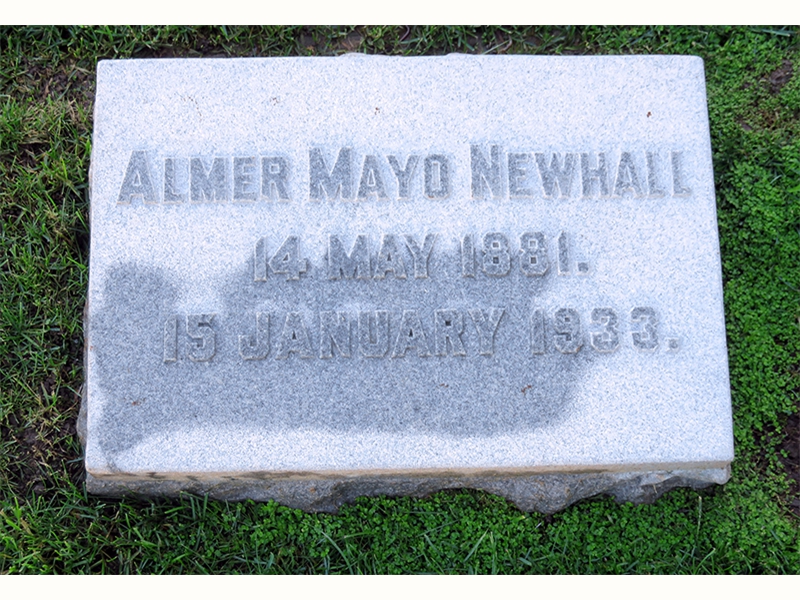 Almer Mayo Newhall
14 May 1881.
15 January 1933.